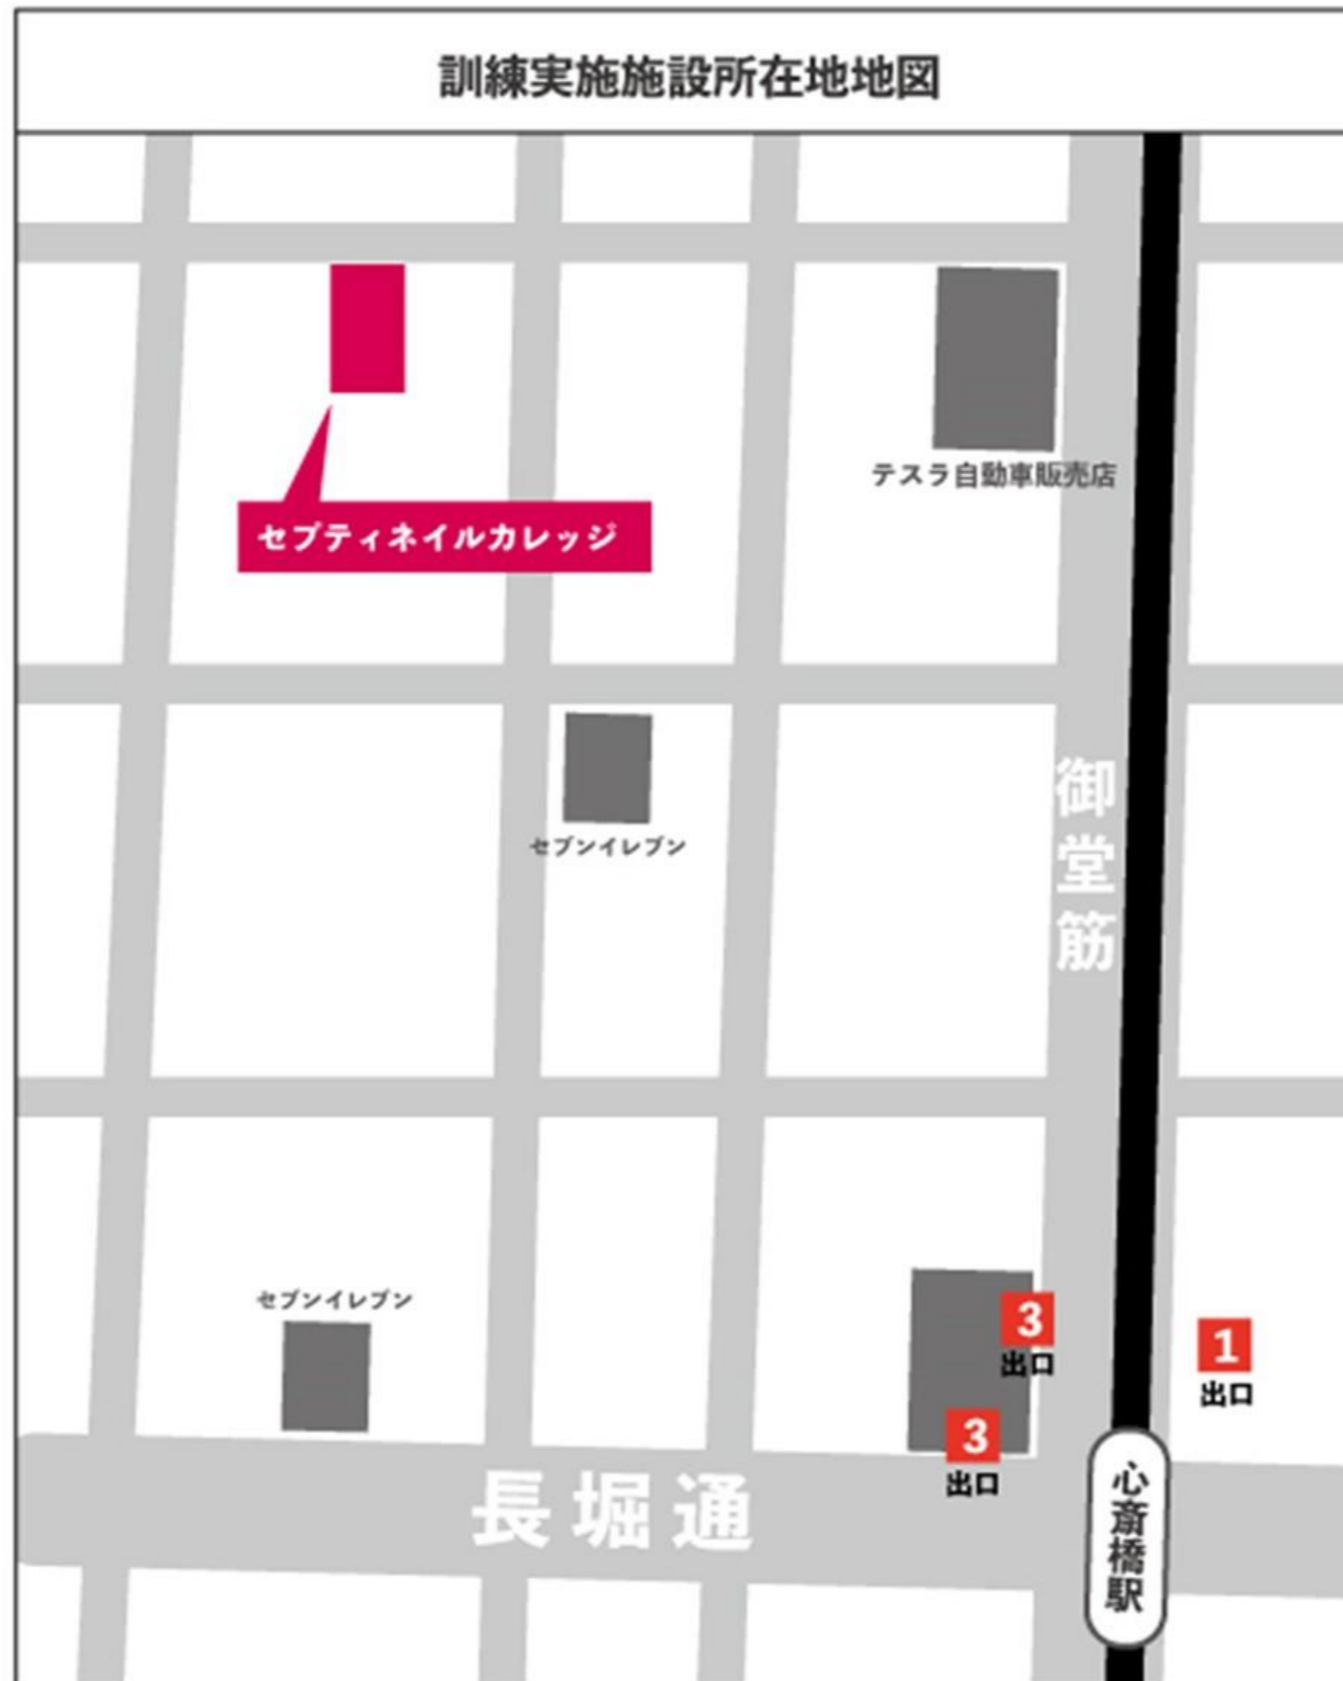 訓練実施施設所在地地図
テスラ自動車販売店
セプティネイルカレッジ
御堂筋
セブンイレブン
セブンイレブン
3
出口
1
出口
3
出口
長堀通
心斎橋駅